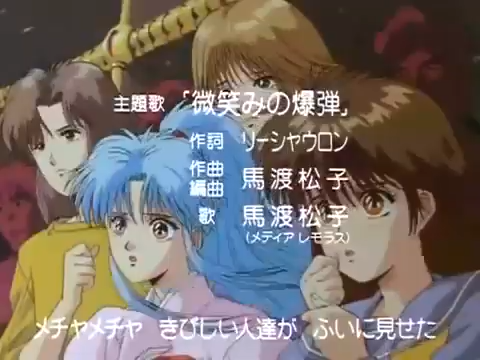 主題歌 「微笑みの爆弾」
作詞 リーシャウロン
作曲
編曲 馬渡松子
歌 馬渡松子
(メディア レモラス)
メチャメチャ きびしい人達が ふいに見せた